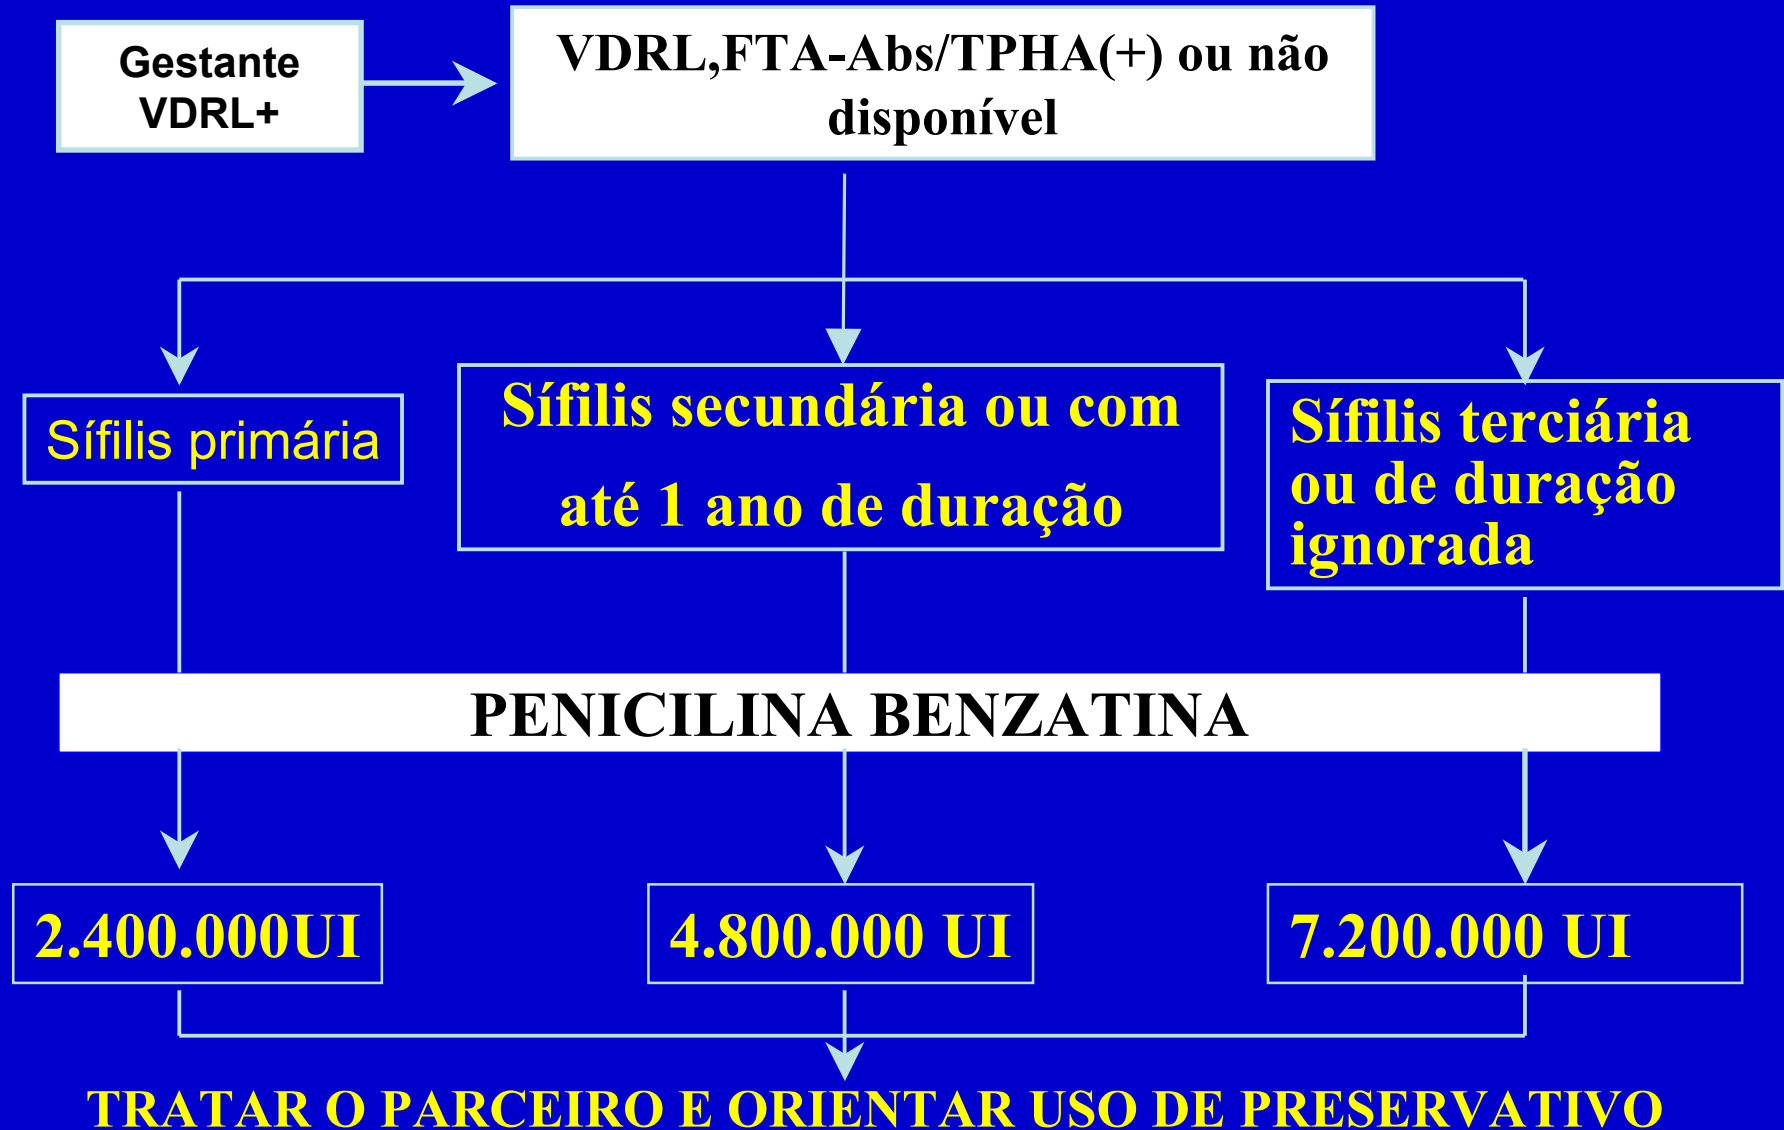 Gestante
VDRL+
VDRL,FTA-Abs/TPHA(+) ou não
disponível
Sífilis primária
Sífilis secundária ou com
até 1 ano de duração
Sífilis terciária
ou de duração
ignorada
PENICILINA BENZATINA
2.400.000UI
4.800.000 UI
7.200.000 UI
TRATAR O PARCEIRO E ORIENTAR USO DE PRESERVATIVO